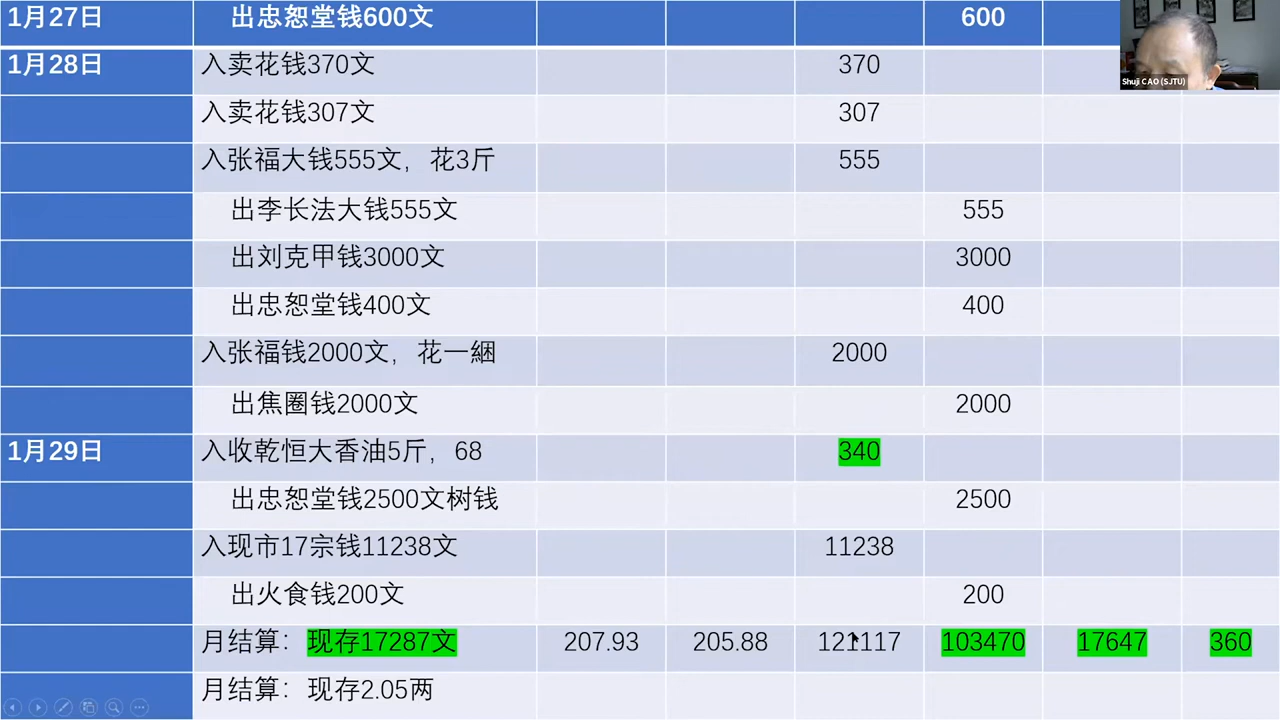 1月27日 出忠恕堂钱600文 600
1月28日 入卖花钱370文 370
入卖花钱307文 307
入张福大钱555文，花3斤 555
出李长法大钱555文 555
出刘克甲钱3000文 3000
出忠恕堂钱400文 400
入张福钱2000文，花一綑 2000
出焦圈钱2000文 2000
1月29日 入收乾恒大香油5斤，68 340
出忠恕堂钱2500文树钱 2500
入现市17宗钱11238文 11238
出火食钱200文 200
月结算：现存17287文 207.93 205.88 121117 103470 17647 360
月结算：现存2.05两
Shuji CAO (SJTU)